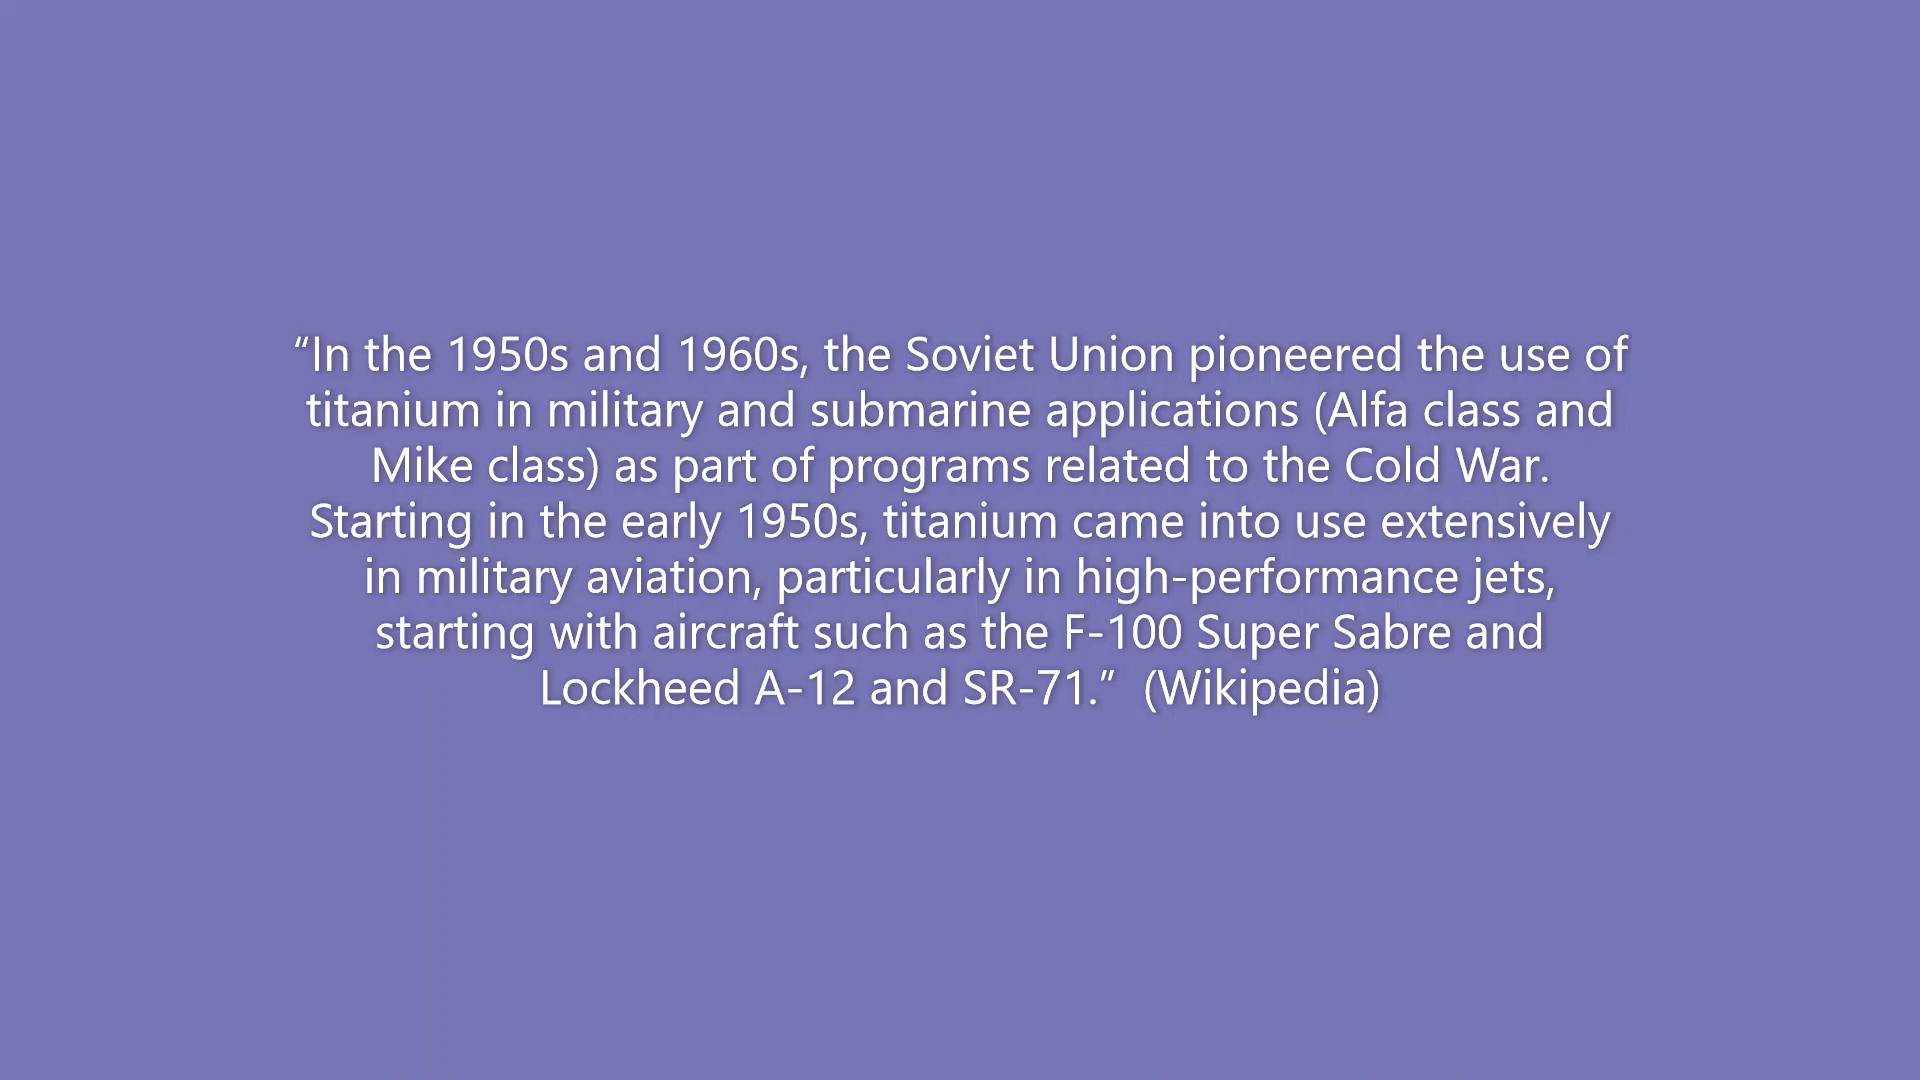 “In the 1950s and 1960s, the Soviet Union pioneered the use of
titanium in military and submarine applications (Alfa class and
Mike class) as part of programs related to the Cold War.
Starting in the early 1950s, titanium came into use extensively
in military aviation, particularly in high-performance jets,
starting with aircraft such as the F-100 Super Sabre and
Lockheed A-12 and SR-71.”  (Wikipedia)